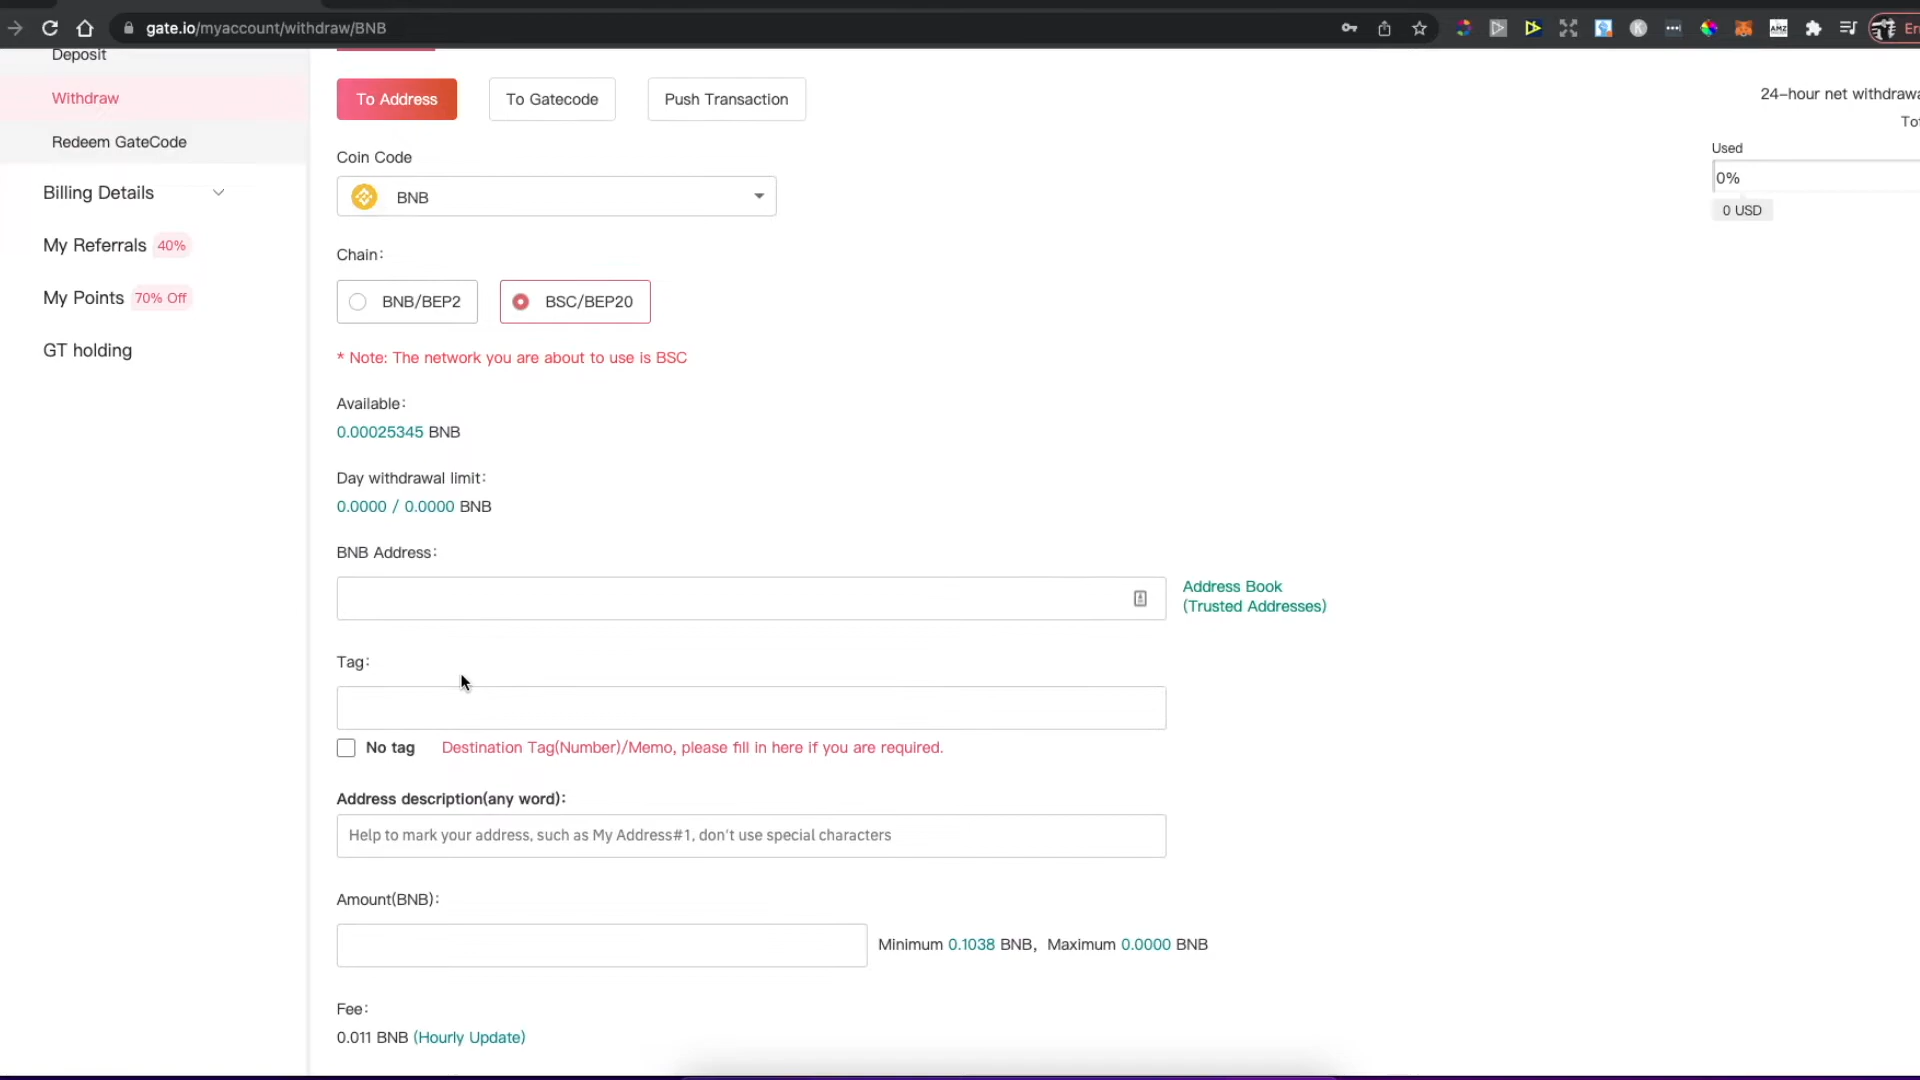 gate.io/myaccount/withdraw/BNB
AMZ
Deposit
Withdraw
Redeem GateCode
Billing Details
My Referrals 40%
My Points 70% Off
GT holding
To Address
To Gatecode
Push Transaction
24-hour net withdrawa
Used
0%
0 USD
Coin Code
BNB
Chain:
BNB/BEP2
BSC/BEP20
* Note: The network you are about to use is BSC
Available:
0.00025345 BNB
Day withdrawal limit:
0.0000 / 0.0000 BNB
BNB Address:
Address Book
(Trusted Addresses)
Tag:
No tag Destination Tag(Number)/Memo, please fill in here if you are required.
Address description(any word):
Help to mark your address, such as My Address#1, don't use special characters
Amount(BNB):
Minimum 0.1038 BNB, Maximum 0.0000 BNB
Fee:
0.011 BNB (Hourly Update)